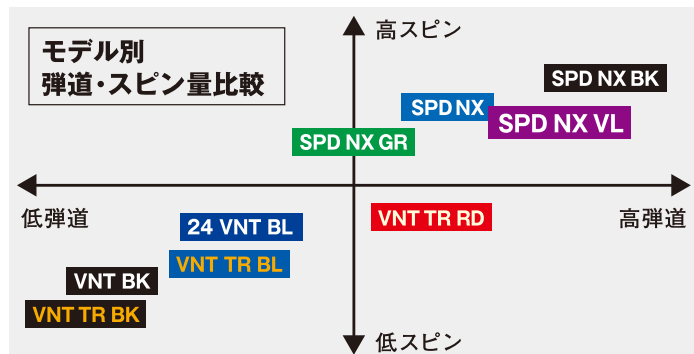 モデル別
弾道・スピン量比較
高スピン
SPD NX BK
SPD NX
SPD NX VL
SPD NX GR
低弾道
高弾道
VNT TR RD
24 VNT BL
VNT TR BL
VNT BK
VNT TR BK
低スピン